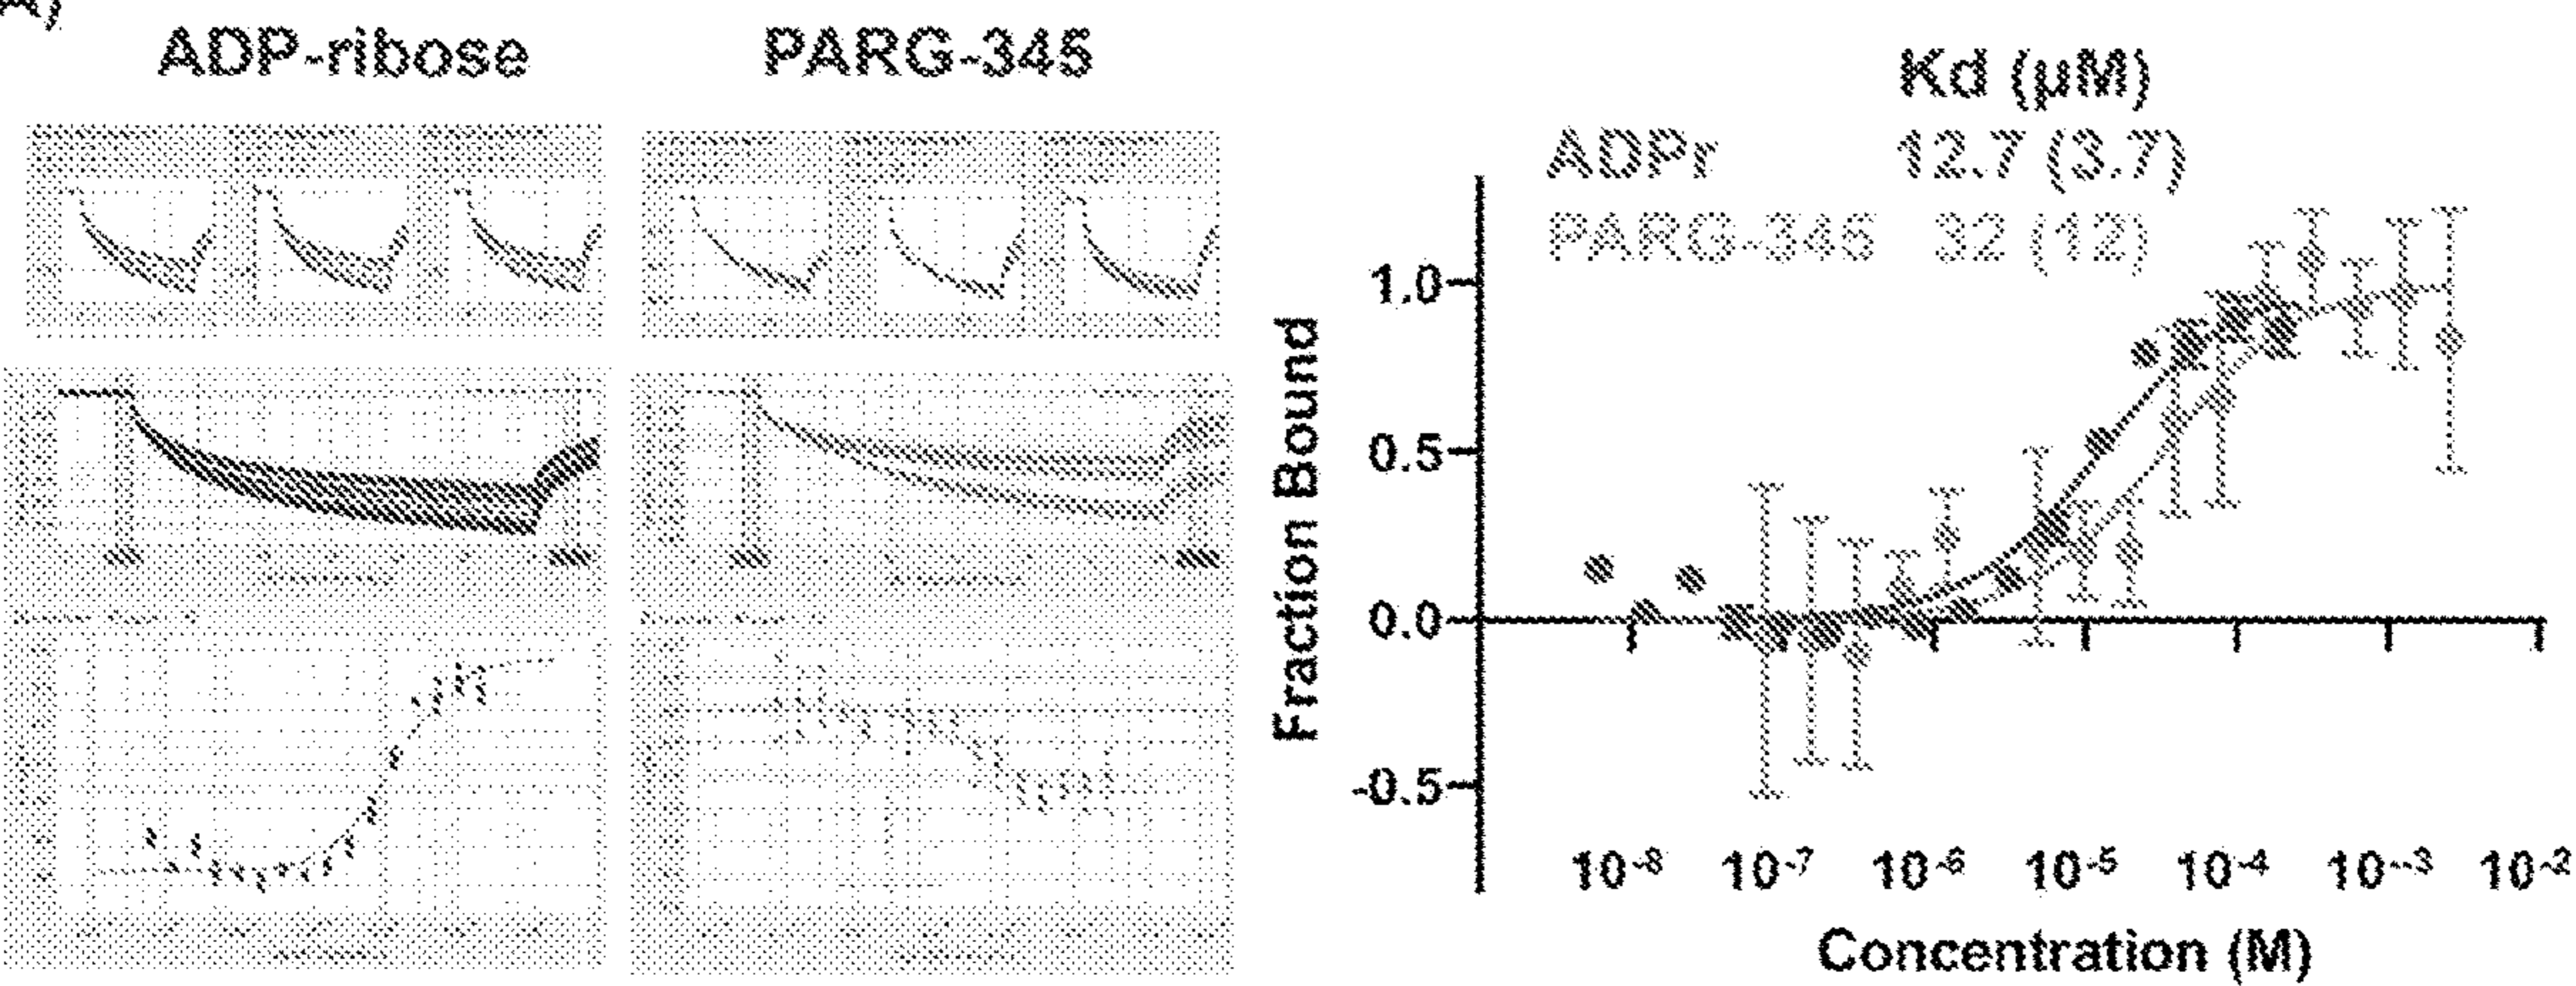 A)
ADP-ribose
PARG-345
Kd (μM)
ADPr 12.7 (3.7)
PARG-345 32 (12)
Fraction Bound
1.0
0.5
0.0
-0.5
10-8 10-7 10-6 10-5 10-4 10-3 10-2
Concentration (M)